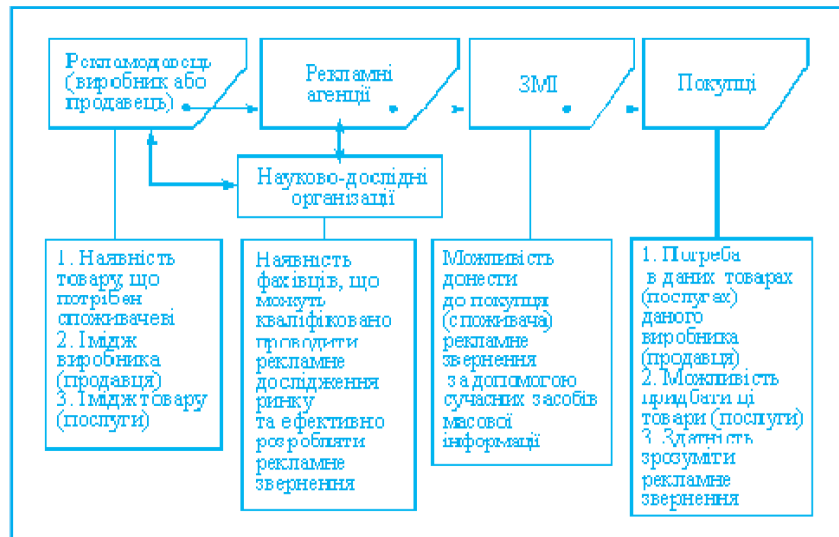 Рекламодавець
(виробник або
продавець)
Рекламні
агенції
ЗМІ
Покупці
Науково-дослідні
організації
1. Наявність
товару, що
потрібен
споживачеві
2. Імідж
виробника
(продавця)
3. Імідж товару
(послуги)
Наявність
фахівців, що
можуть
кваліфіковано
проводити
рекламне
дослідження
ринку
та ефективно
розробляти
рекламне
звернення
Можливість
донести
до покупця
(споживача)
рекламне
звернення
за допомогою
сучасних засобів
масової
інформації
1. Потреба
в даних товарах
(послугах)
даного
виробника
(продавця)
2. Можливість
придбати ці
товари (послуги)
3. Здатність
зрозуміти
рекламне
звернення